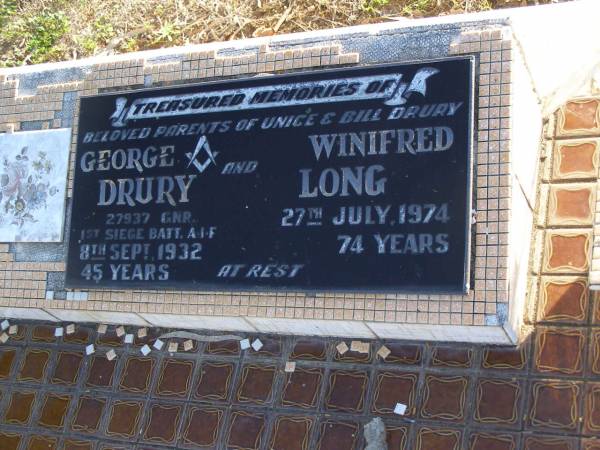 TREASURED MEMORIES OF
BELOVED PARENTS OF UNICE & BILL DRURY
GEORGE AND WINIFRED
DRURY LONG
27937 GNR. 27TH JULY, 1974
1ST SIEGE BATT. A.I.F
8TH SEPT, 1932 74 YEARS
45 YEARS AT REST